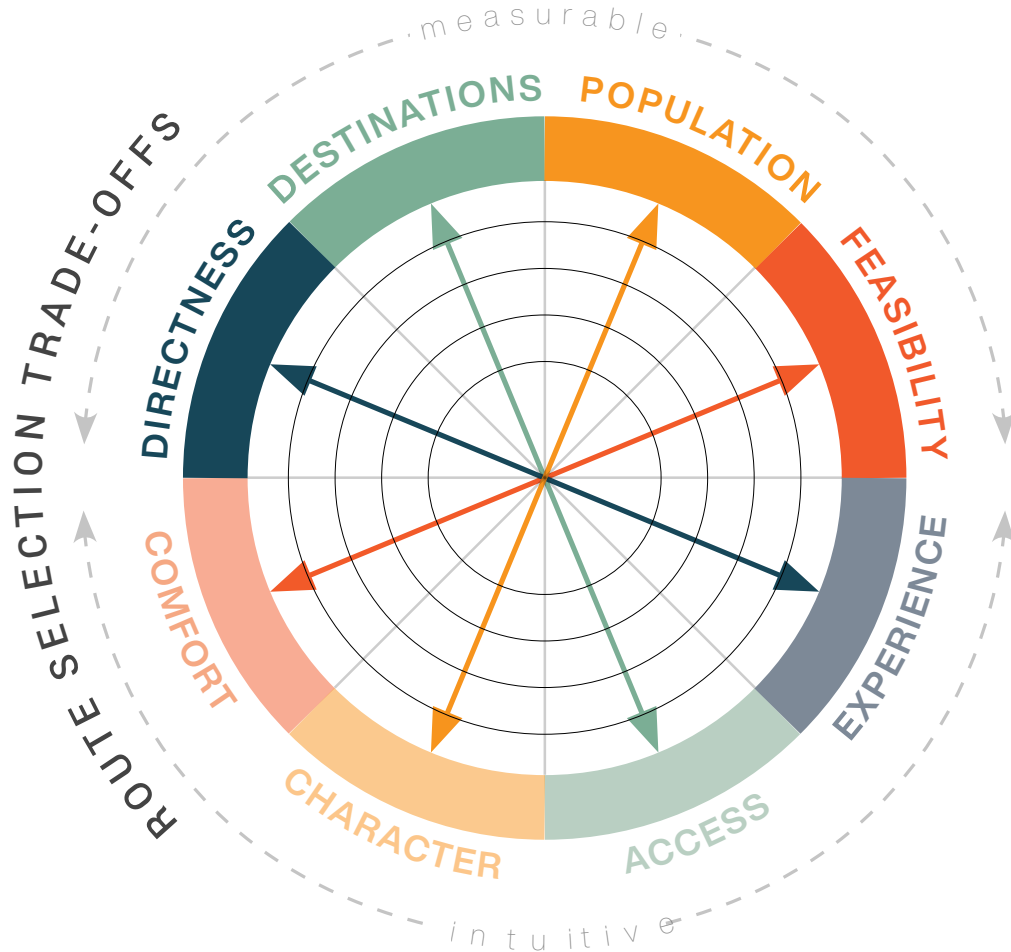 measurable
ROUTE SELECTION TRADE-OFFS
DESTINATIONS
POPULATION
DIRECTNESS
FEASIBILITY
COMFORT
EXPERIENCE
CHARACTER
ACCESS
intuitive